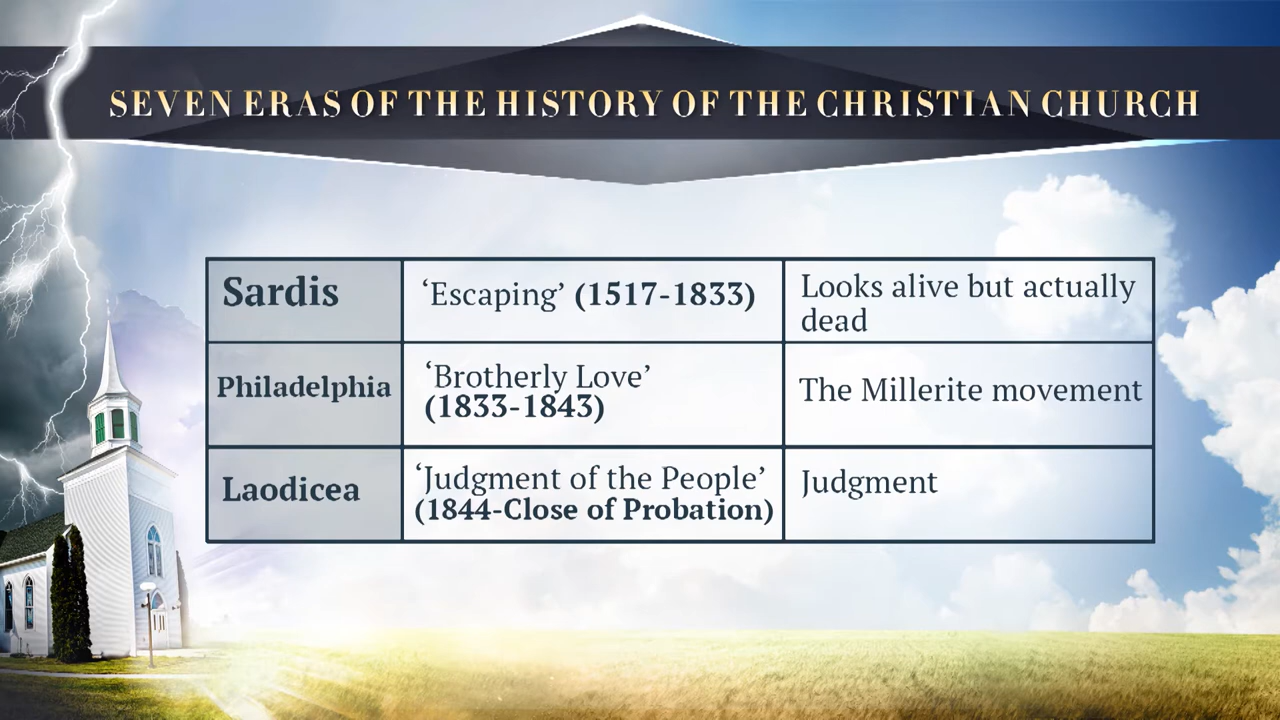 SEVEN ERAS OF THE HISTORY OF THE CHRISTIAN CHURCH
Sardis
‘Escaping’ (1517-1833)
Looks alive but actually
dead
Philadelphia
‘Brotherly Love’
(1833-1843)
The Millerite movement
Laodicea
‘Judgment of the People’
(1844-Close of Probation)
Judgment